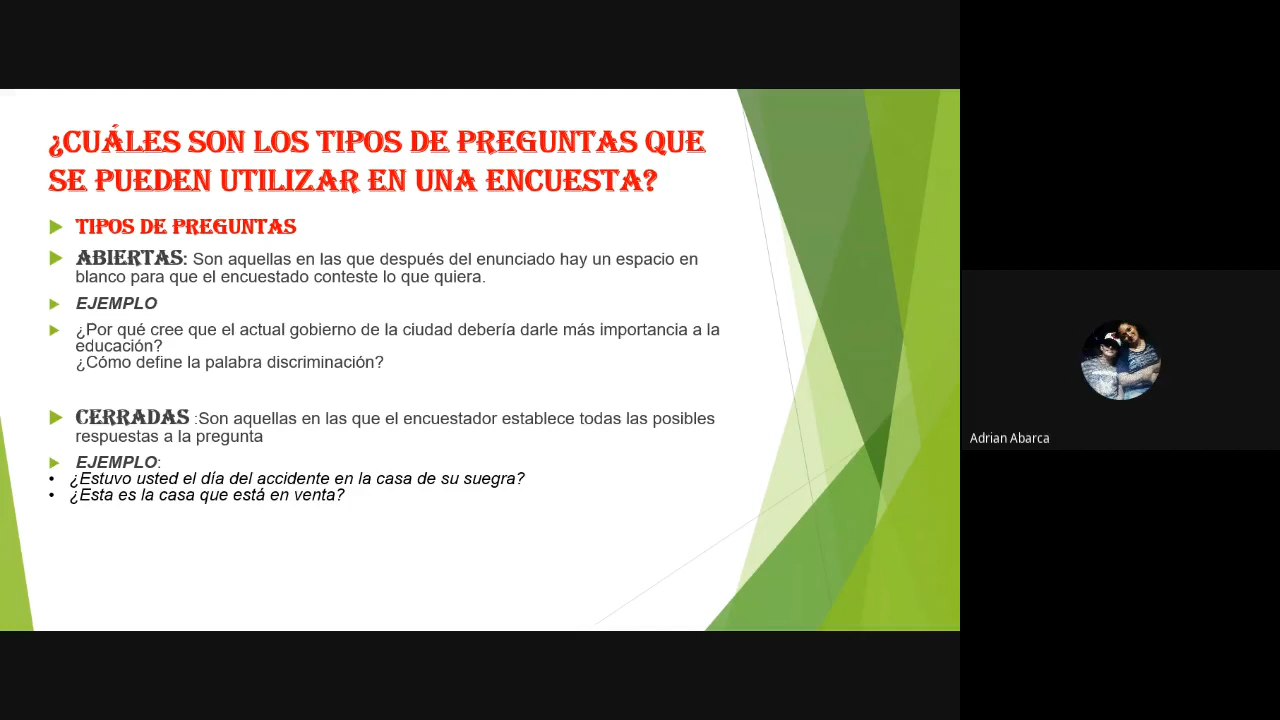 ¿CUÁLES SON LOS TIPOS DE PREGUNTAS QUE
SE PUEDEN UTILIZAR EN UNA ENCUESTA?
TIPOS DE PREGUNTAS
ABIERTAS: Son aquellas en las que después del enunciado hay un espacio en
blanco para que el encuestado conteste lo que quiera.
EJEMPLO
¿Por qué cree que el actual gobierno de la ciudad debería darle más importancia a la
educación?
¿Cómo define la palabra discriminación?
CERRADAS :Son aquellas en las que el encuestador establece todas las posibles
respuestas a la pregunta
EJEMPLO:
• ¿Estuvo usted el día del accidente en la casa de su suegra?
• ¿Esta es la casa que está en venta?
Adrian Abarca